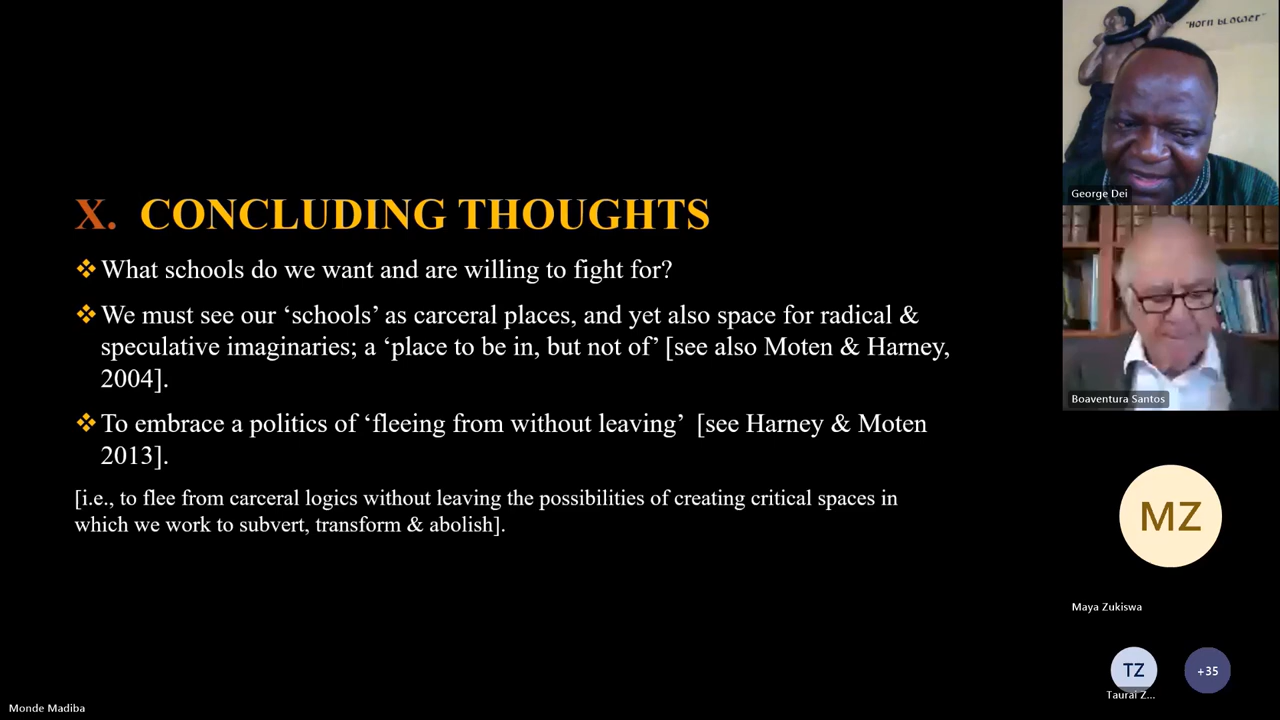 X. CONCLUDING THOUGHTS
❖ What schools do we want and are willing to fight for?
❖ We must see our ‘schools’ as carceral places, and yet also space for radical &
speculative imaginaries; a ‘place to be in, but not of’ [see also Moten & Harney,
2004].
❖ To embrace a politics of ‘fleeing from without leaving’ [see Harney & Moten
2013].
[i.e., to flee from carceral logics without leaving the possibilities of creating critical spaces in
which we work to subvert, transform & abolish].
"HORN BLOWER"
George Dei
Boaventura Santos
MZ
Maya Zukiswa
TZ
+35
Taurai Z...
Monde Madiba